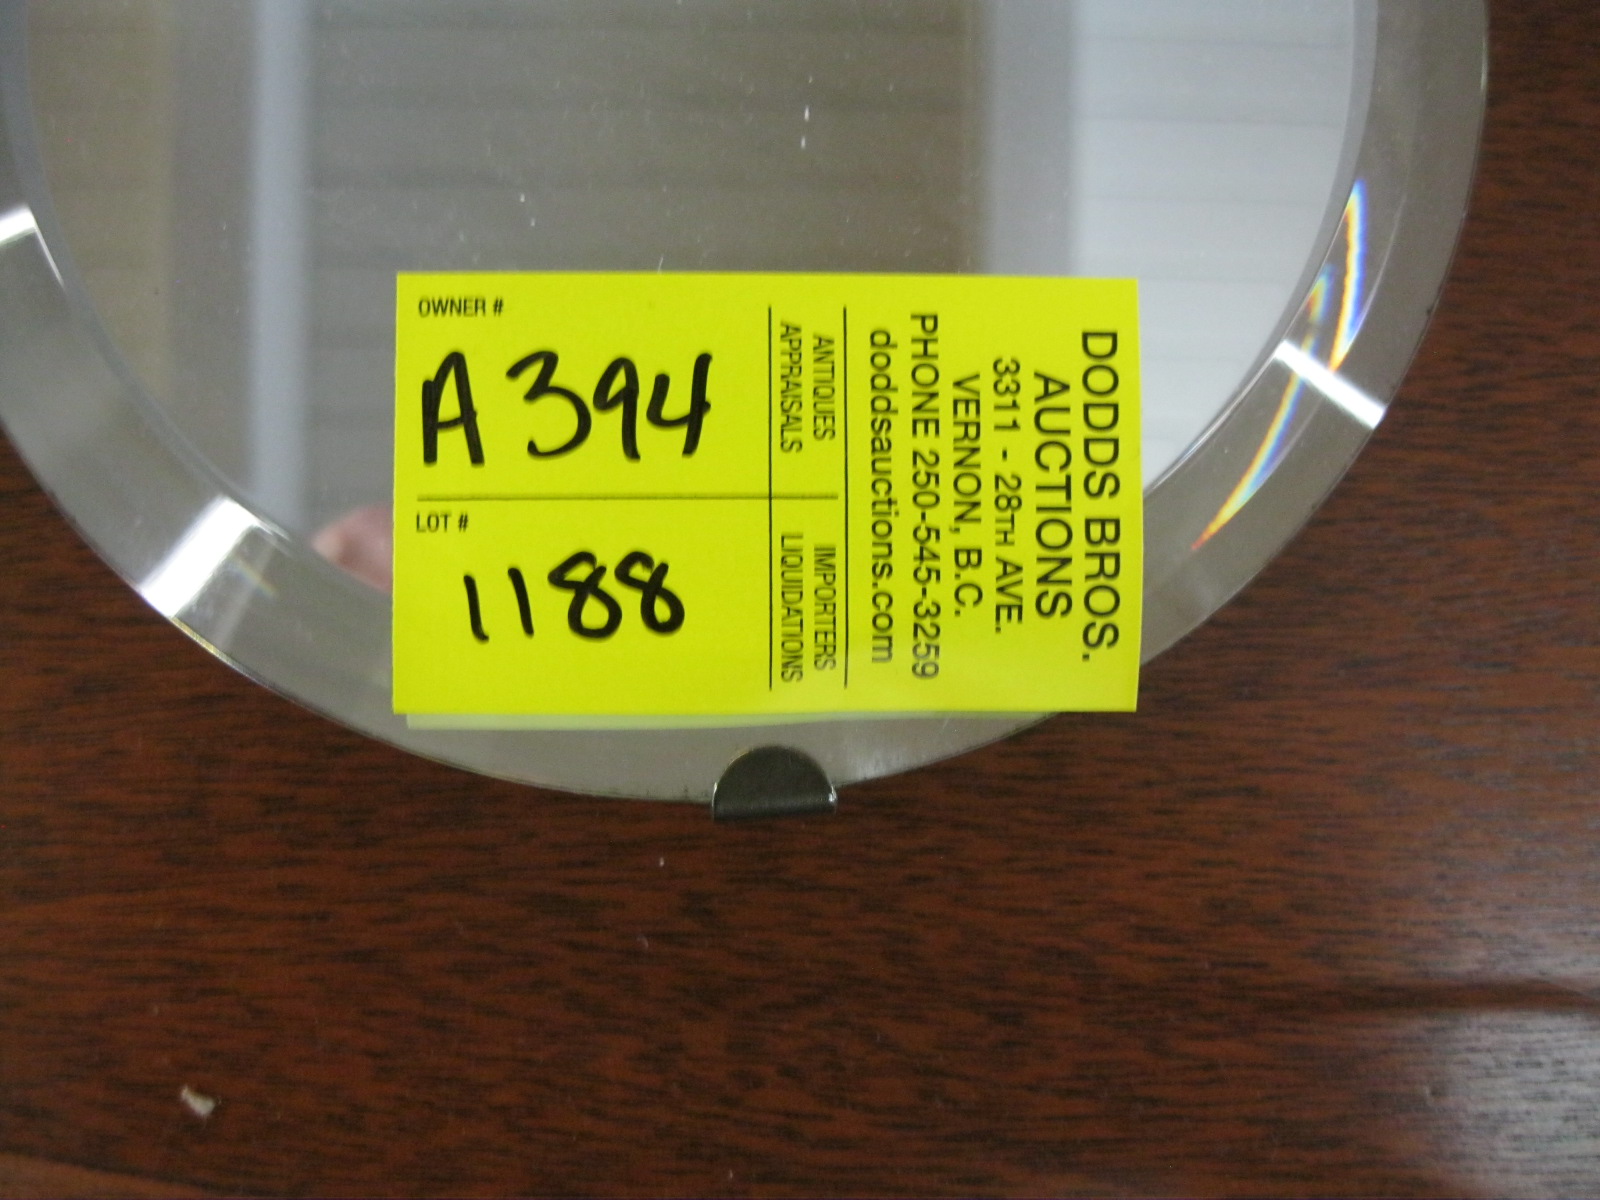 OWNER #
A394
LOT #
1188
DODDS BROS.
AUCTIONS
3311 - 28TH AVE.
VERNON, B.C.
PHONE 250-545-3259
doddsauctions.com
ANTIQUES IMPORTERS
APPRAISALS LIQUIDATIONS